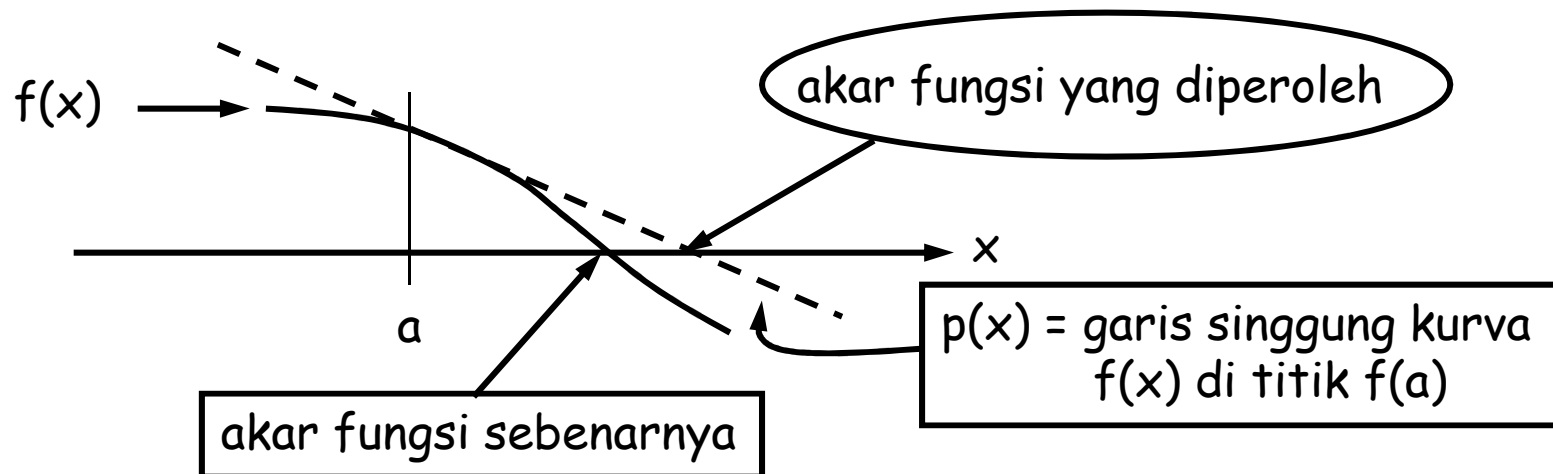 f(x)
akar fungsi yang diperoleh
x
a
p(x) = garis singgung kurva
f(x) di titik f(a)
akar fungsi sebenarnya